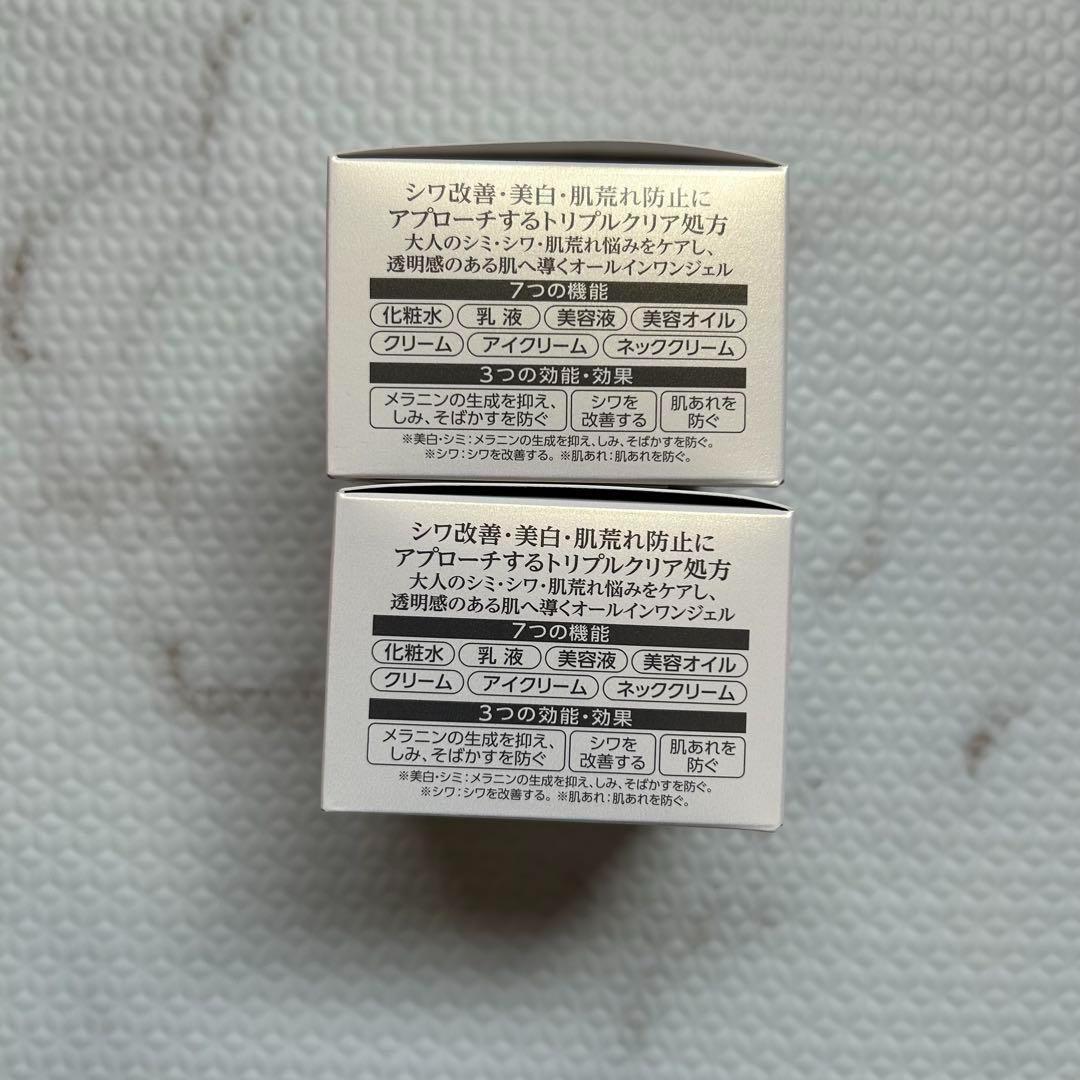 シワ改善・美白・肌荒れ防止に
アプローチするトリプルクリア処方
大人のシミ・シワ・肌荒れ悩みをケアし、
透明感のある肌へ導くオールインワンジェル
7つの機能
化粧水 乳液 美容液 美容オイル
クリーム アイクリーム ネッククリーム
3つの効能・効果
メラニンの生成を抑え、 シワを 肌あれを
しみ、そばかすを防ぐ 改善する 防ぐ
※美白・シミ：メラニンの生成を抑え、しみ、そばかすを防ぐ。
※シワ：シワを改善する。※肌あれ：肌あれを防ぐ。
シワ改善・美白・肌荒れ防止に
アプローチするトリプルクリア処方
大人のシミ・シワ・肌荒れ悩みをケアし、
透明感のある肌へ導くオールインワンジェル
7つの機能
化粧水 乳液 美容液 美容オイル
クリーム アイクリーム ネッククリーム
3つの効能・効果
メラニンの生成を抑え、 シワを 肌あれを
しみ、そばかすを防ぐ 改善する 防ぐ
※美白・シミ：メラニンの生成を抑え、しみ、そばかすを防ぐ。
※シワ：シワを改善する。※肌あれ：肌あれを防ぐ。